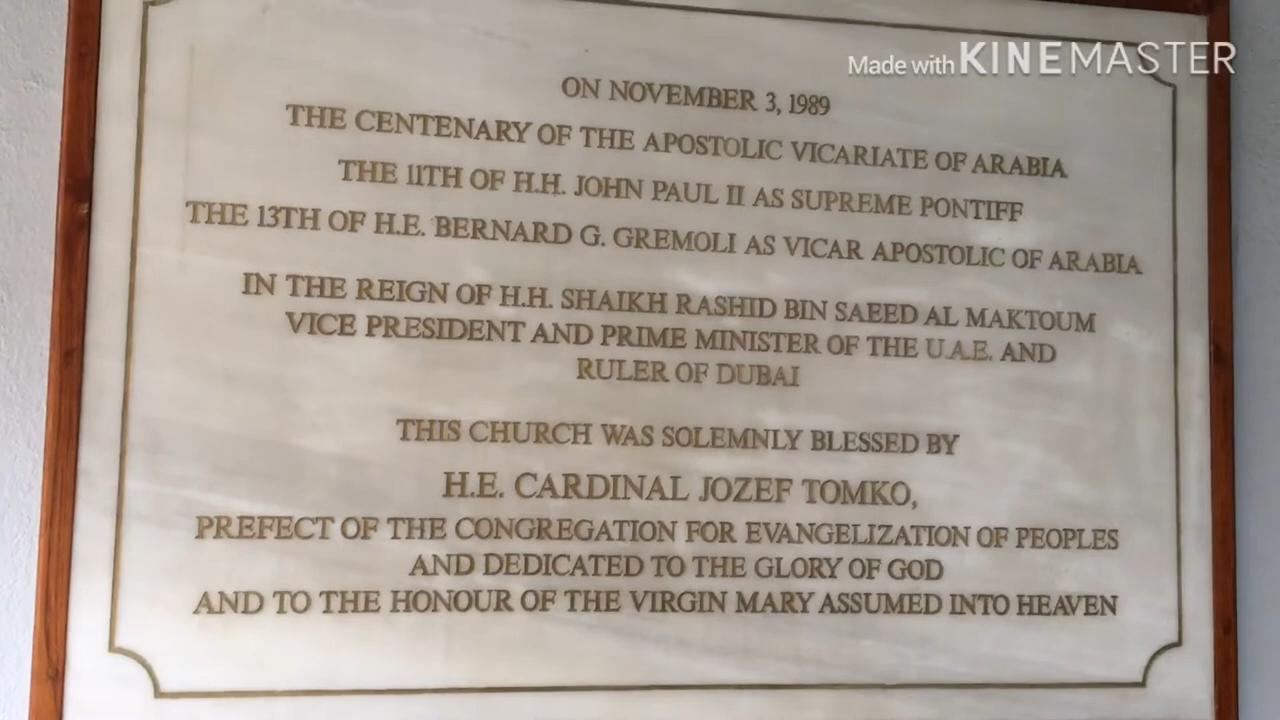 Made with KINEMASTER
ON NOVEMBER 3, 1989
THE CENTENARY OF THE APOSTOLIC VICARIATE OF ARABIA
THE 11TH OF H.H. JOHN PAUL II AS SUPREME PONTIFF
THE 13TH OF H.E. BERNARD G. GREMOLI AS VICAR APOSTOLIC OF ARABIA
IN THE REIGN OF H.H. SHAIKH RASHID BIN SAEED AL MAKTOUM
VICE PRESIDENT AND PRIME MINISTER OF THE U.A.E. AND
RULER OF DUBAI
THIS CHURCH WAS SOLEMNLY BLESSED BY
H.E. CARDINAL JOZEF TOMKO,
PREFECT OF THE CONGREGATION FOR EVANGELIZATION OF PEOPLES
AND DEDICATED TO THE GLORY OF GOD
AND TO THE HONOUR OF THE VIRGIN MARY ASSUMED INTO HEAVEN